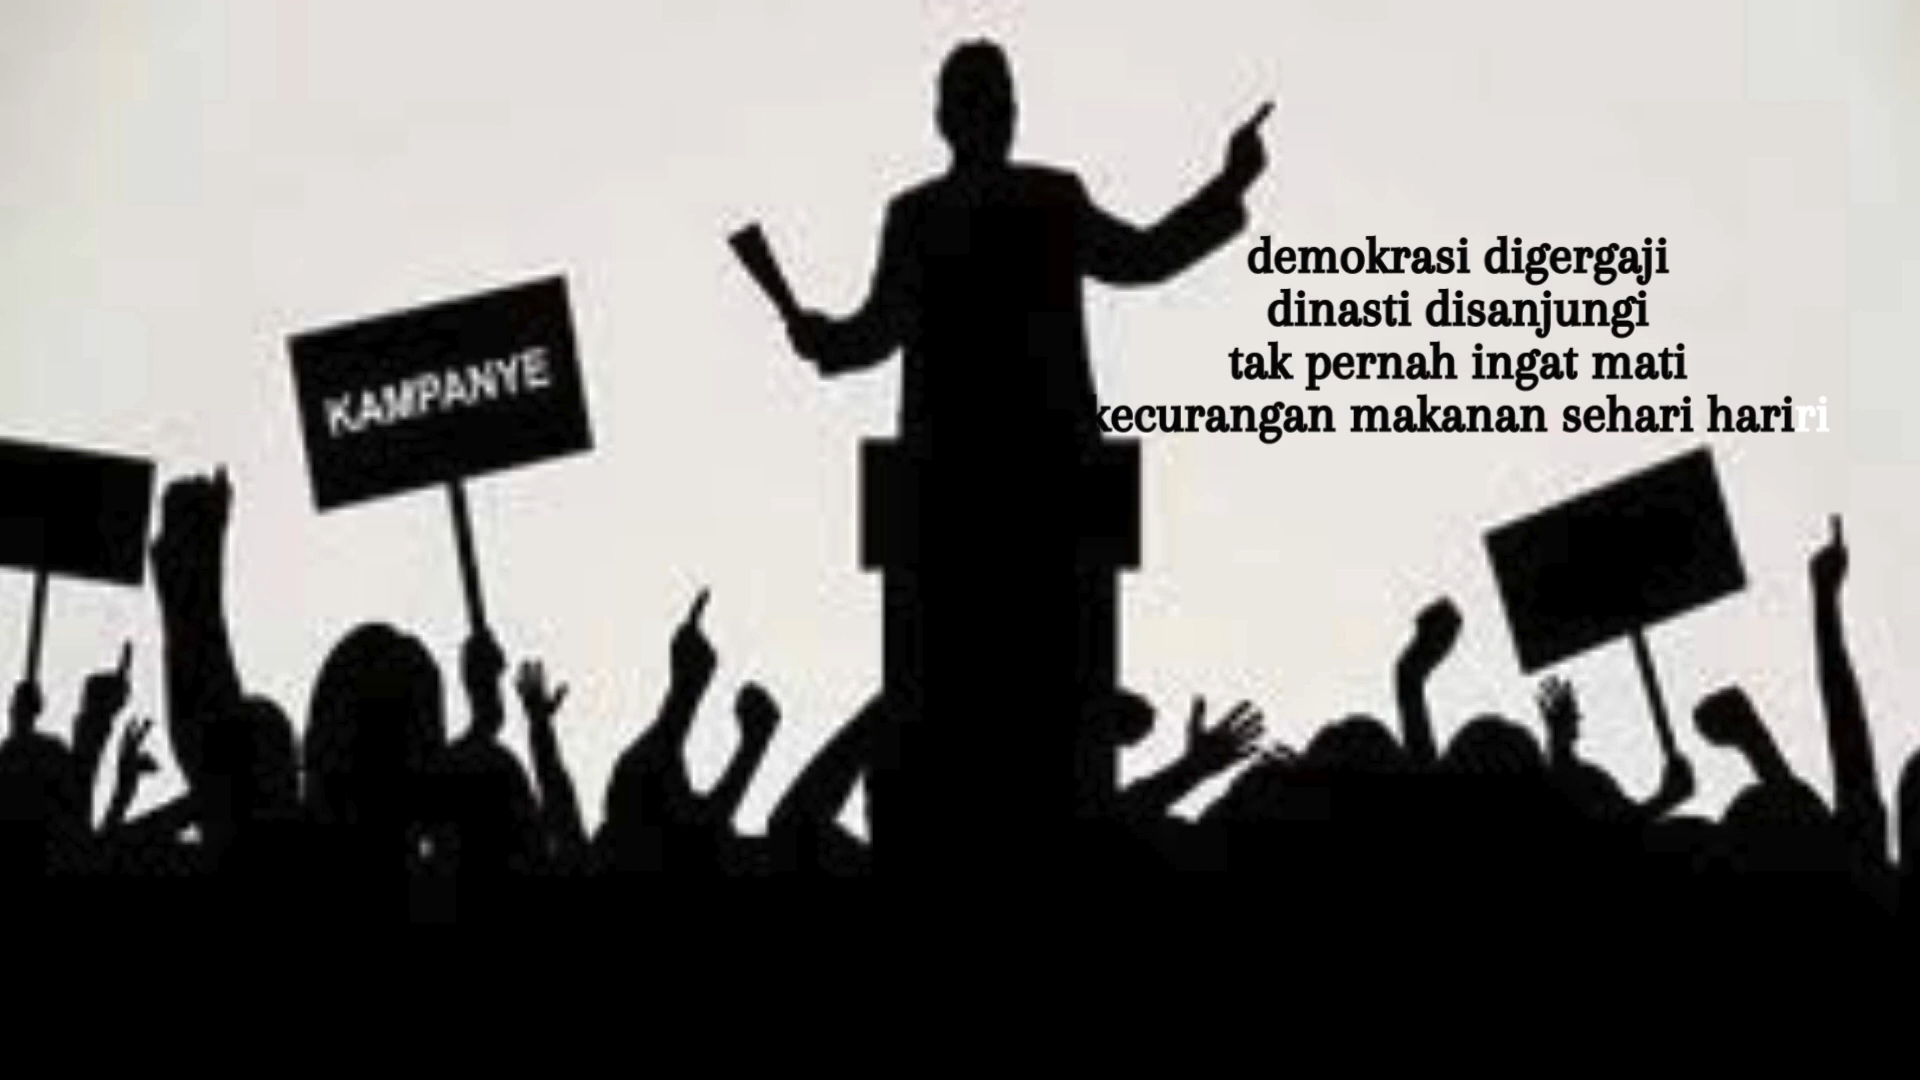 demokrasi digergaji
dinasti disanjungi
tak pernah ingat mati
kecurangan makanan sehari hariri
KAMPANYE